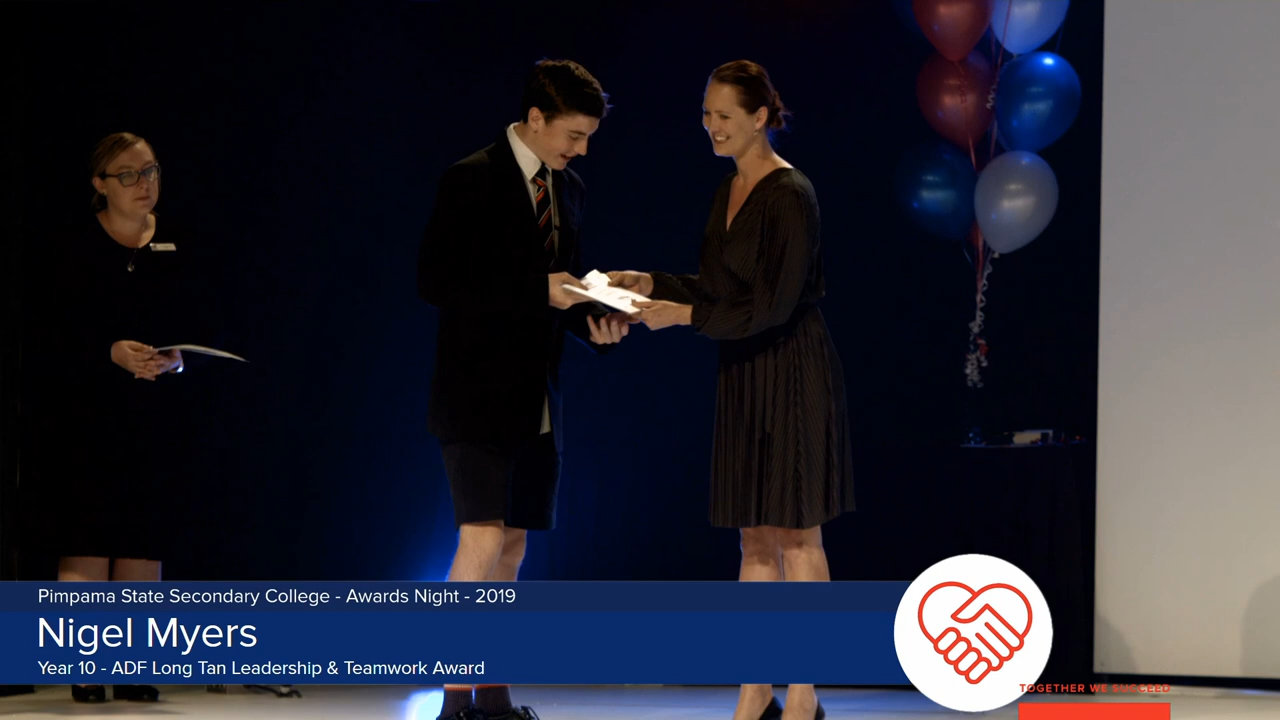 Pimpama State Secondary College - Awards Night - 2019
Nigel Myers
Year 10 - ADF Long Tan Leadership & Teamwork Award
TOGETHER WE SUCCEED